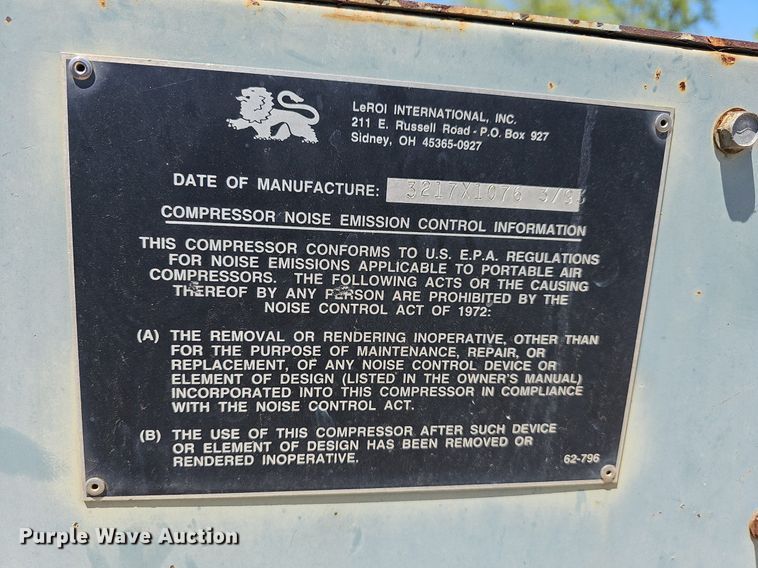 LeROI INTERNATIONAL, INC.
211 E. Russell Road - P.O. Box 927
Sidney, OH 45365-0927
DATE OF MANUFACTURE: 3217X1076
COMPRESSOR NOISE EMISSION CONTROL INFORMATION
THIS COMPRESSOR CONFORMS TO U.S. E.P.A. REGULATIONS
FOR NOISE EMISSIONS APPLICABLE TO PORTABLE AIR
COMPRESSORS. THE FOLLOWING ACTS OR THE CAUSING
THEREOF BY ANY PERSON ARE PROHIBITED BY THE
NOISE CONTROL ACT OF 1972:
(A) THE REMOVAL OR RENDERING INOPERATIVE, OTHER THAN
FOR THE PURPOSE OF MAINTENANCE, REPAIR, OR
REPLACEMENT, OF ANY NOISE CONTROL DEVICE OR
ELEMENT OF DESIGN (LISTED IN THE OWNER'S MANUAL)
INCORPORATED INTO THIS COMPRESSOR IN COMPLIANCE
WITH THE NOISE CONTROL ACT.
(B) THE USE OF THIS COMPRESSOR AFTER SUCH DEVICE
OR ELEMENT OF DESIGN HAS BEEN REMOVED OR
RENDERED INOPERATIVE.
62-796
Purple Wave Auction